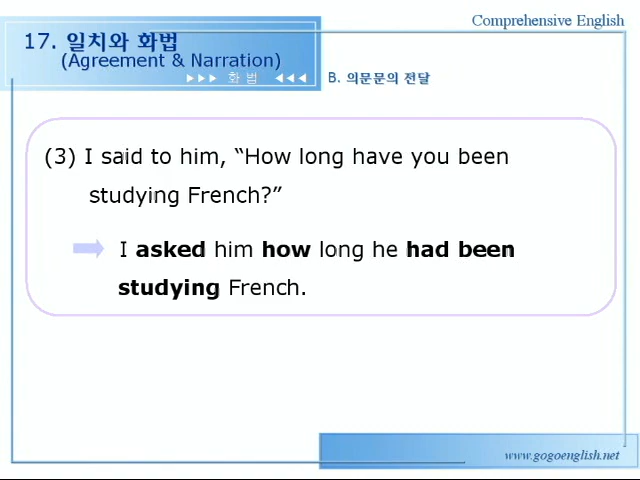 Comprehensive English
17. 일치와 화법
(Agreement & Narration)
▶▶▶ 화 법 ◀◀◀
B. 의문문의 전달
(3) I said to him, “How long have you been
studying French?”
I asked him how long he had been
studying French.
www.gogoenglish.net